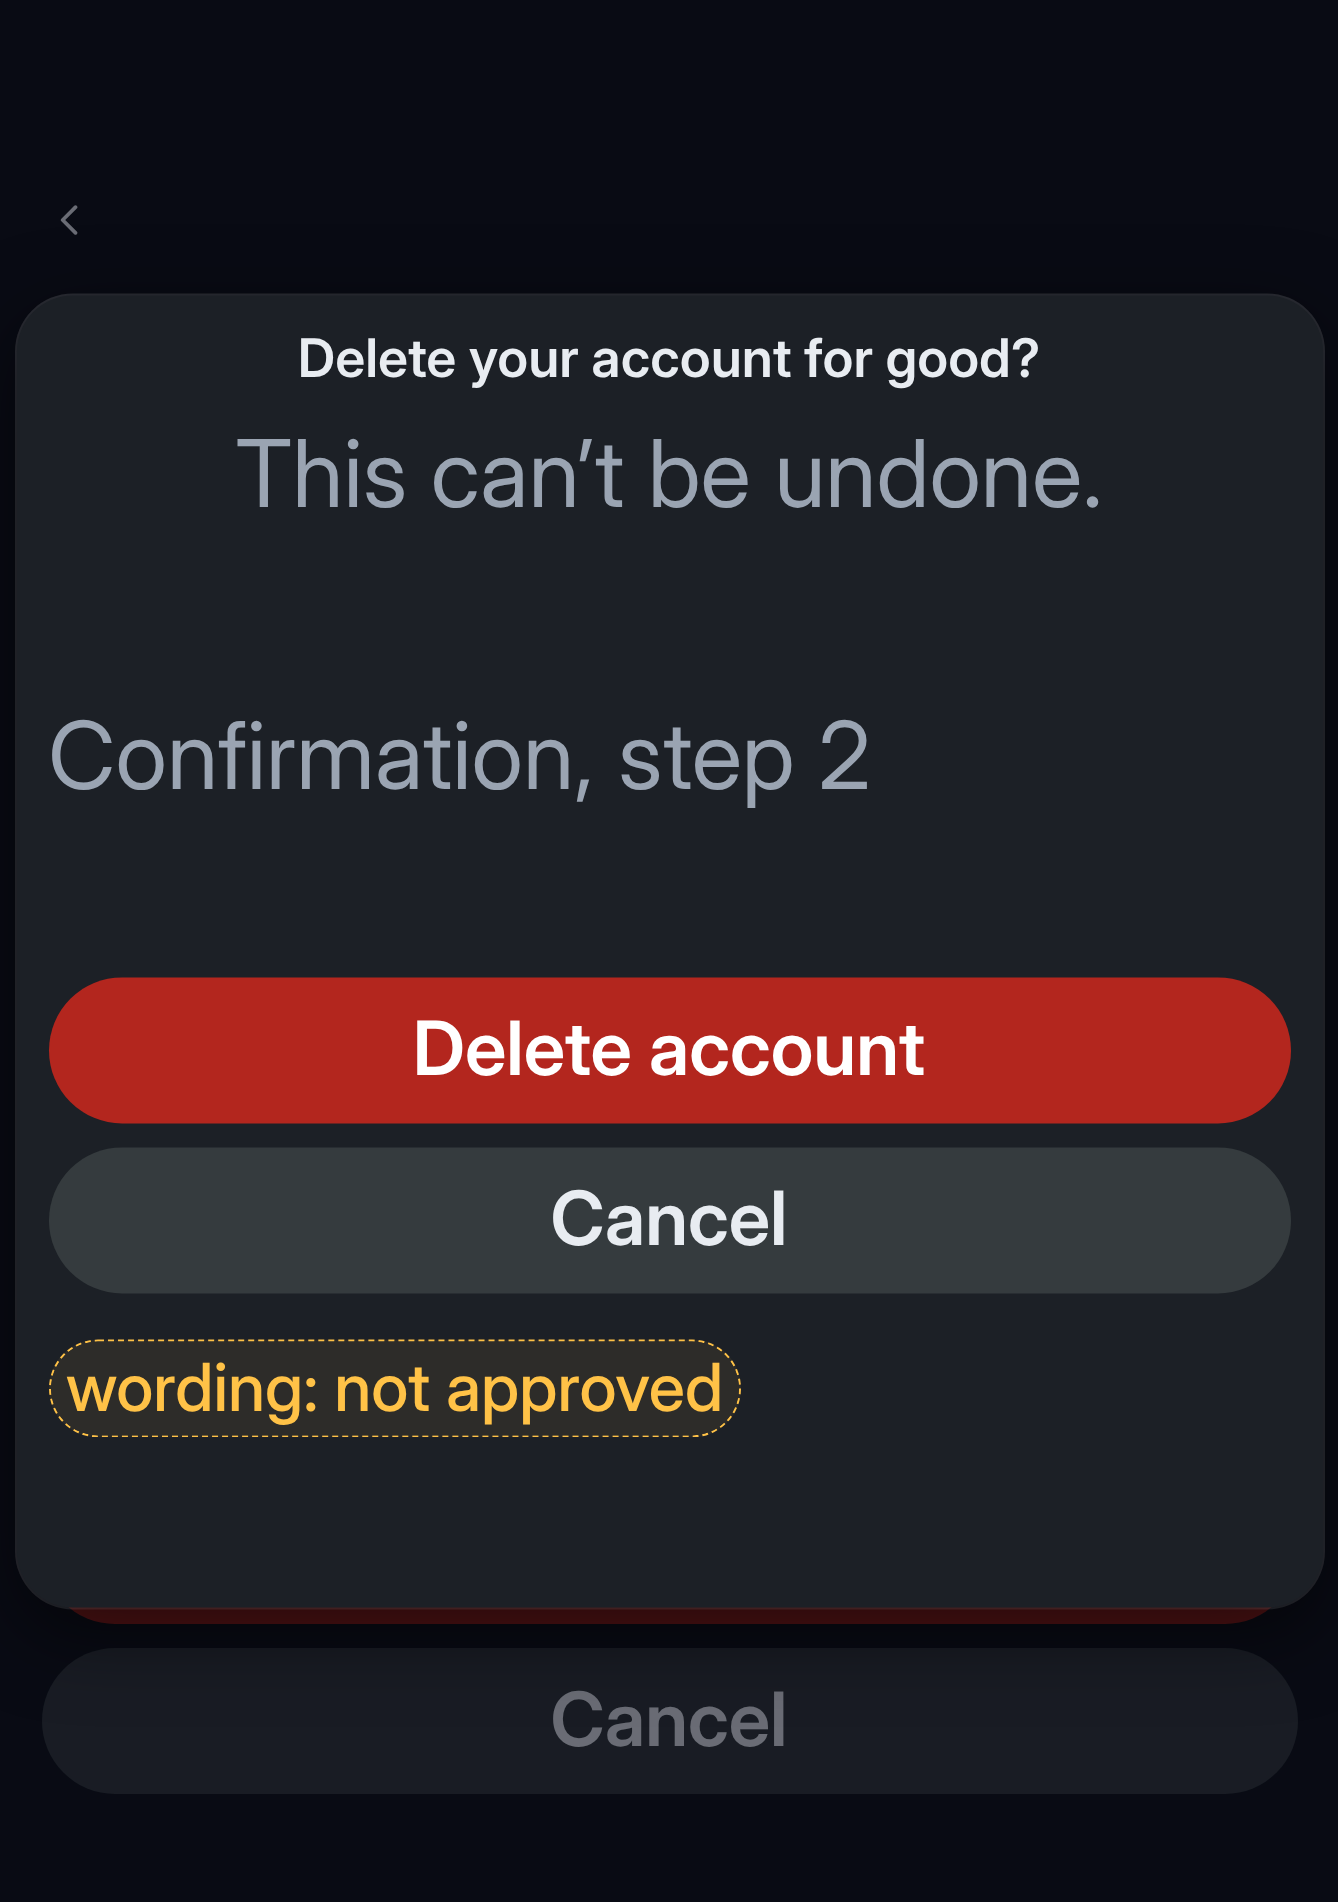 Delete your account for good?
This can’t be undone.
Confirmation, step 2
Delete account
Cancel
wording: not approved
Cancel